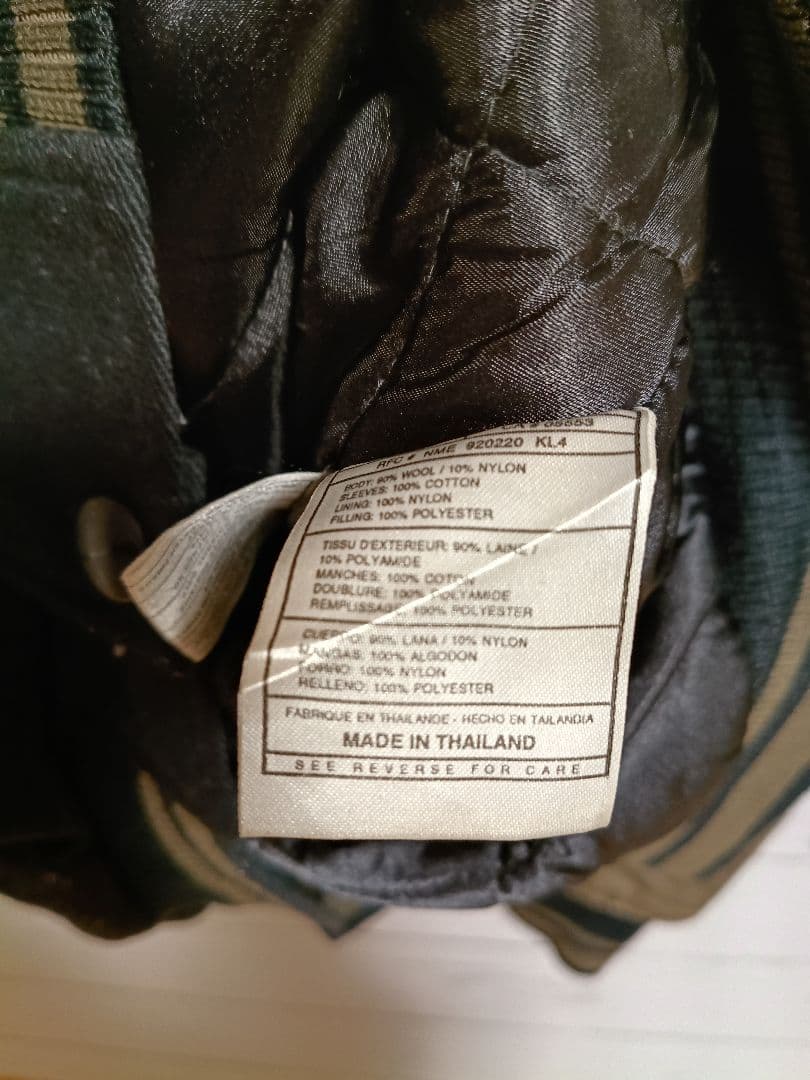 RFC # NME 920220 KL4
BODY: 90% WOOL / 10% NYLON
SLEEVES: 100% COTTON
LINING: 100% NYLON
FILLING: 100% POLYESTER
TISSU D'EXTERIEUR: 90% LAINE /
10% POLYAMIDE
MANCHES: 100% COTON
DOUBLURE: 100% POLYAMIDE
REMPLISSAGE: 100% POLYESTER
CUERPO: 90% LANA / 10% NYLON
MANGAS: 100% ALGODON
FORRO: 100% NYLON
RELLENO: 100% POLYESTER
FABRIQUE EN THAILANDE - HECHO EN TAILANDIA
MADE IN THAILAND
SEE REVERSE FOR CARE